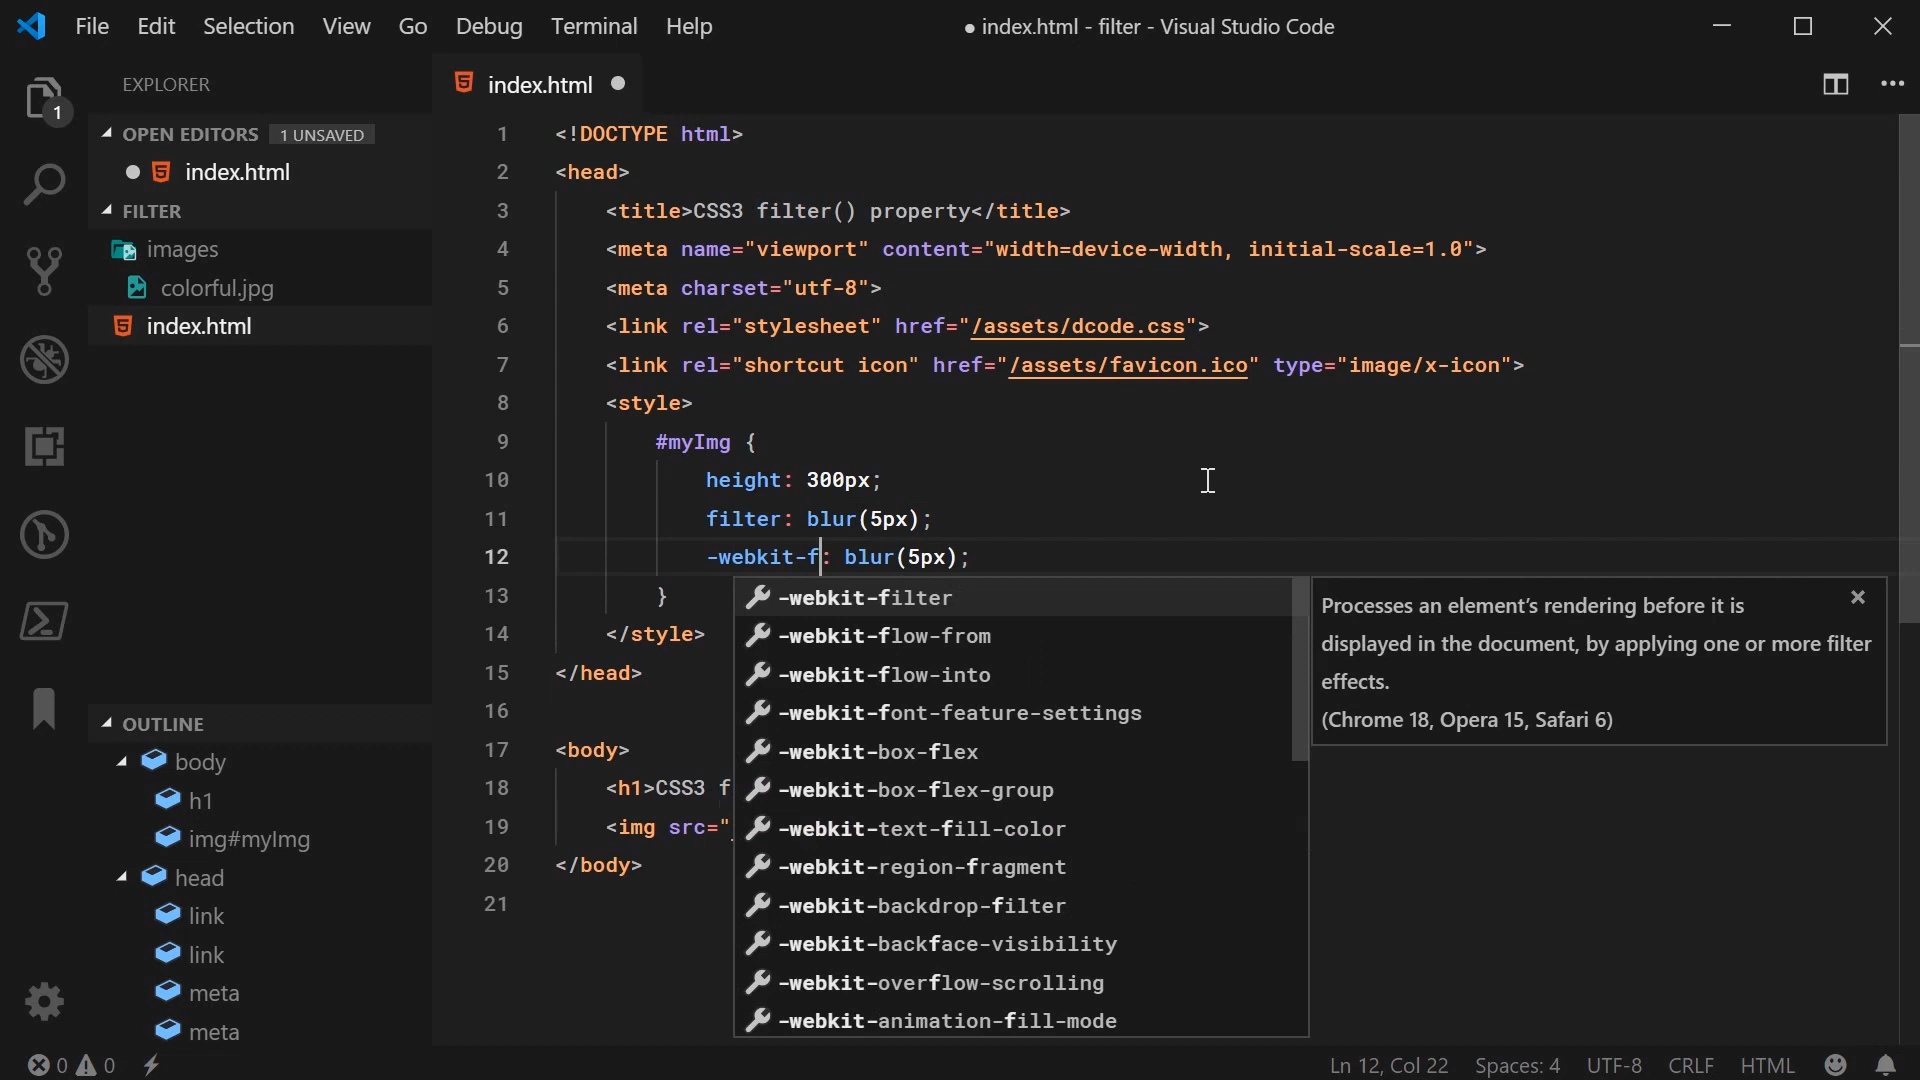 File Edit Selection View Go Debug Terminal Help
● index.html - filter - Visual Studio Code
EXPLORER
1
OPEN EDITORS 1 UNSAVED
index.html
FILTER
images
colorful.jpg
index.html
OUTLINE
body
h1
img#myImg
head
link
link
meta
meta
index.html
1 <!DOCTYPE html>
2 <head>
3 <title>CSS3 filter() property</title>
4 <meta name="viewport" content="width=device-width, initial-scale=1.0">
5 <meta charset="utf-8">
6 <link rel="stylesheet" href="/assets/dcode.css">
7 <link rel="shortcut icon" href="/assets/favicon.ico" type="image/x-icon">
8 <style>
9 #myImg {
10 height: 300px;
11 filter: blur(5px);
12 -webkit-f: blur(5px);
13 }
14 </style>
15 </head>
16
17 <body>
18 <h1>CSS3 f
19 <img src="
20 </body>
21
-webkit-filter
-webkit-flow-from
-webkit-flow-into
-webkit-font-feature-settings
-webkit-box-flex
-webkit-box-flex-group
-webkit-text-fill-color
-webkit-region-fragment
-webkit-backdrop-filter
-webkit-backface-visibility
-webkit-overflow-scrolling
-webkit-animation-fill-mode
Processes an element's rendering before it is
displayed in the document, by applying one or more filter
effects.
(Chrome 18, Opera 15, Safari 6)
0 0
Ln 12, Col 22 Spaces: 4 UTF-8 CRLF HTML